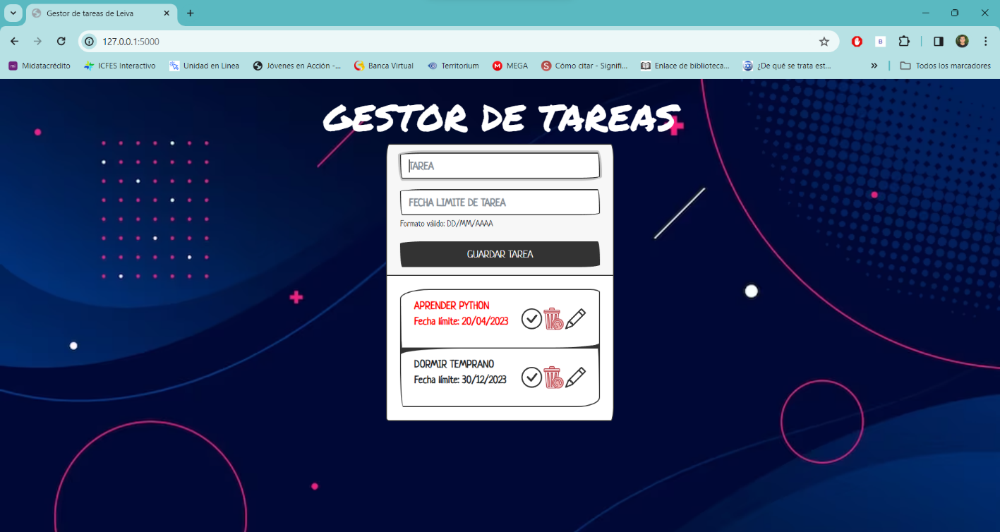 Gestor de tareas de Leiva
127.0.0.1:5000
B
mi Midatacrédito
ICFES Interactivo
Unidad en Linea
Jóvenes en Acción -...
Banca Virtual
Territorium
M MEGA
S Cómo citar - Signifi...
Enlace de biblioteca...
¿De qué se trata est...
»
Todos los marcadores
GESTOR DE TAREAS
TAREA
FECHA LIMITE DE TAREA
Formato válido: DD/MM/AAAA
GUARDAR TAREA
APRENDER PYTHON
Fecha límite: 20/04/2023
DORMIR TEMPRANO
Fecha límite: 30/12/2023